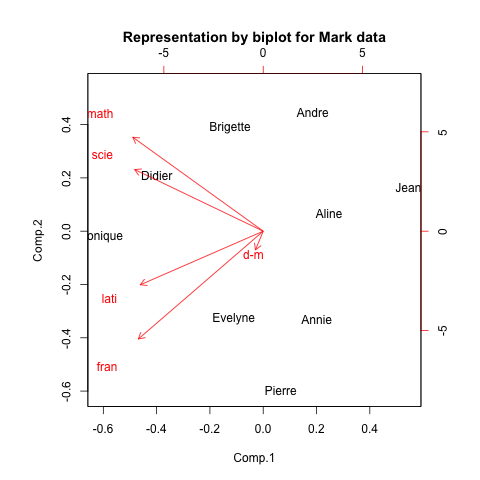 Representation by biplot for Mark data
-5 0 5
math
Andre
Brigette
scie
Didier
Jean
Aline
onique
d-m
lati
Evelyne
Annie
fran
Pierre
0.4
0.2
0.0
-0.2
-0.4
-0.6
Comp.2
5
0
-5
-0.6 -0.4 -0.2 0.0 0.2 0.4
Comp.1